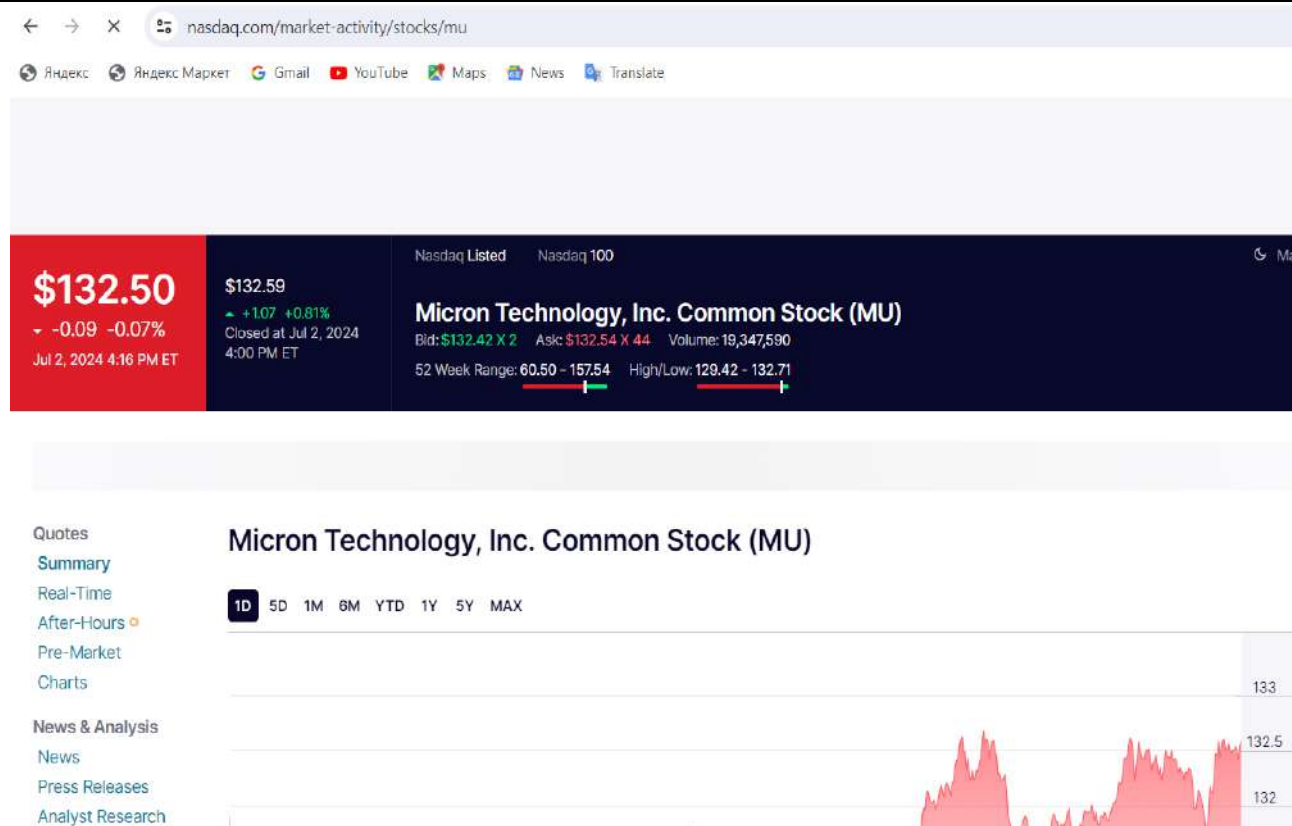 nasdaq.com/market-activity/stocks/mu
Яндекс Яндекс Маркет Gmail YouTube Maps News Translate
$132.50
-0.09 -0.07%
Jul 2, 2024 4:16 PM ET
$132.59
+1.07 +0.81%
Closed at Jul 2, 2024
4:00 PM ET
Nasdaq Listed Nasdaq 100
Micron Technology, Inc. Common Stock (MU)
Bid: $132.42 X 2 Ask: $132.54 X 44 Volume: 19,347,590
52 Week Range: 60.50 - 157.54 High/Low: 129.42 - 132.71
Quotes
Summary
Real-Time
After-Hours
Pre-Market
Charts
News & Analysis
News
Press Releases
Analyst Research
Micron Technology, Inc. Common Stock (MU)
1D 5D 1M 6M YTD 1Y 5Y MAX
133
132.5
132